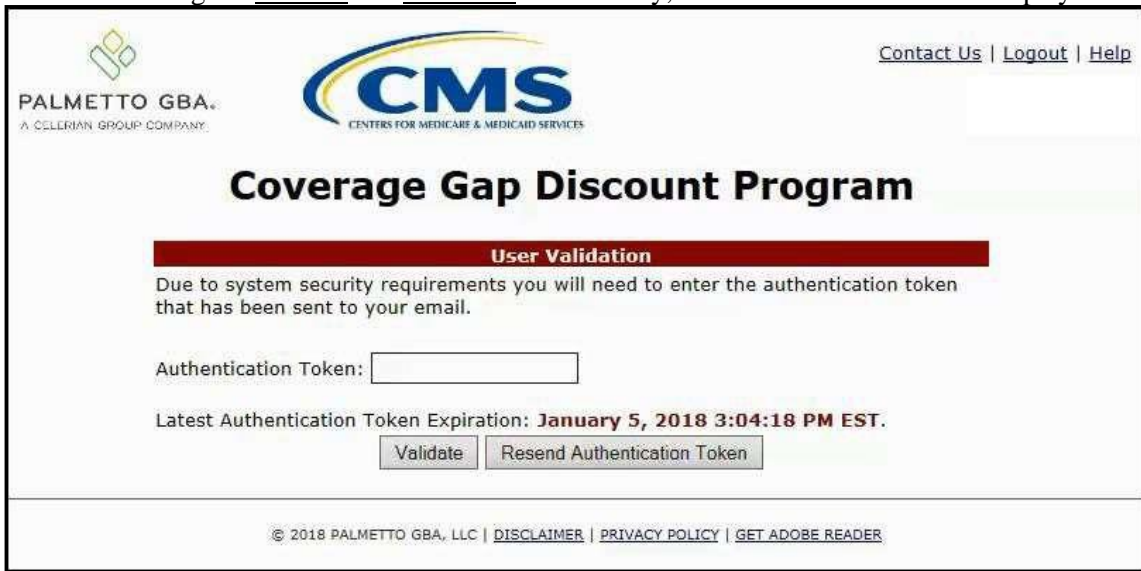 PALMETTO GBA.
A CELERIAN GROUP COMPANY
CMS
CENTERS FOR MEDICARE & MEDICAID SERVICES
Contact Us | Logout | Help
Coverage Gap Discount Program
User Validation
Due to system security requirements you will need to enter the authentication token
that has been sent to your email.
Authentication Token:
Latest Authentication Token Expiration: January 5, 2018 3:04:18 PM EST.
Validate Resend Authentication Token
© 2018 PALMETTO GBA, LLC | DISCLAIMER | PRIVACY POLICY | GET ADOBE READER